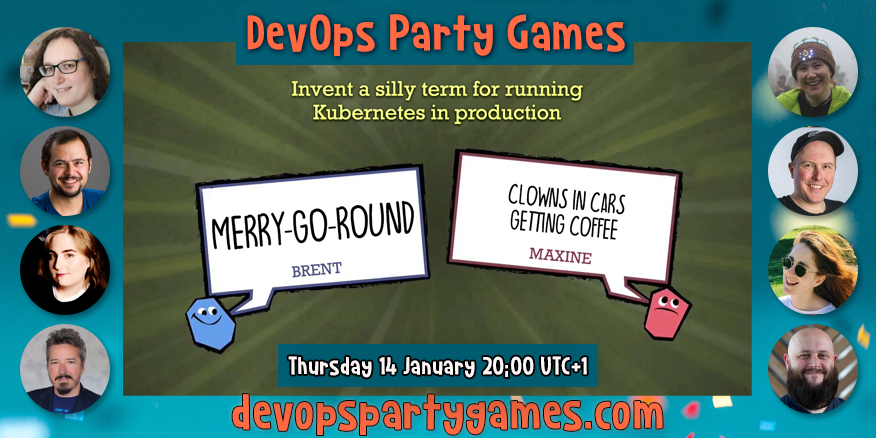 DevOps Party Games
Invent a silly term for running
Kubernetes in production
MERRY-GO-ROUND
BRENT
CLOWNS IN CARS
GETTING COFFEE
MAXINE
Thursday 14 January 20:00 UTC+1
devopspartygames.com